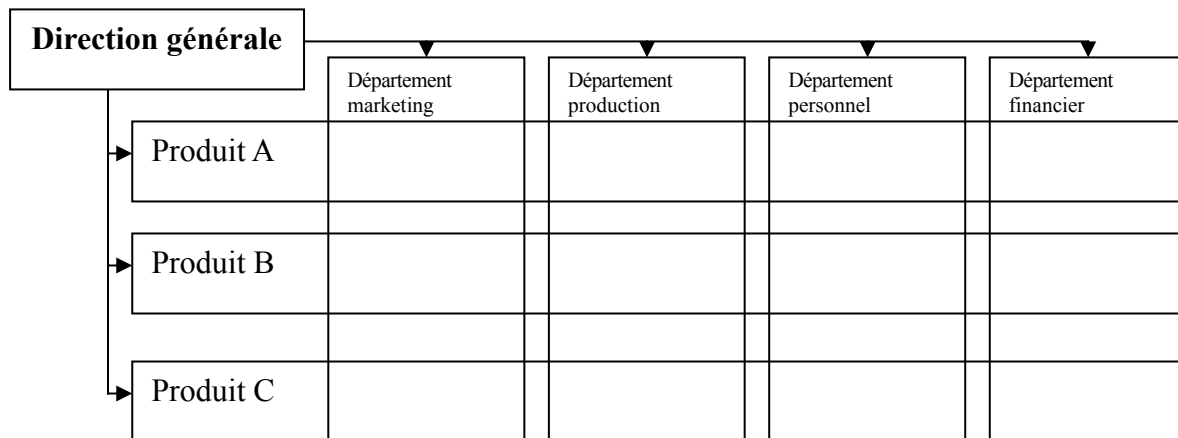 Direction générale
Département
marketing
Département
production
Département
personnel
Département
financier
Produit A
Produit B
Produit C